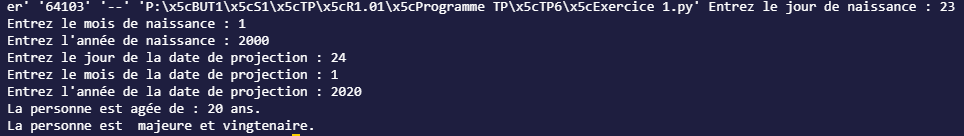 er' '64103' '--' 'P:\x5cBUT1\x5cS1\x5cTP\x5cR1.01\x5cProgramme TP\x5cTP6\x5cExercice 1.py' Entrez le jour de naissance : 23
Entrez le mois de naissance : 1
Entrez l'année de naissance : 2000
Entrez le jour de la date de projection : 24
Entrez le mois de la date de projection : 1
Entrez l'année de la date de projection : 2020
La personne est agée de : 20 ans.
La personne est  majeure et vingtenaire.